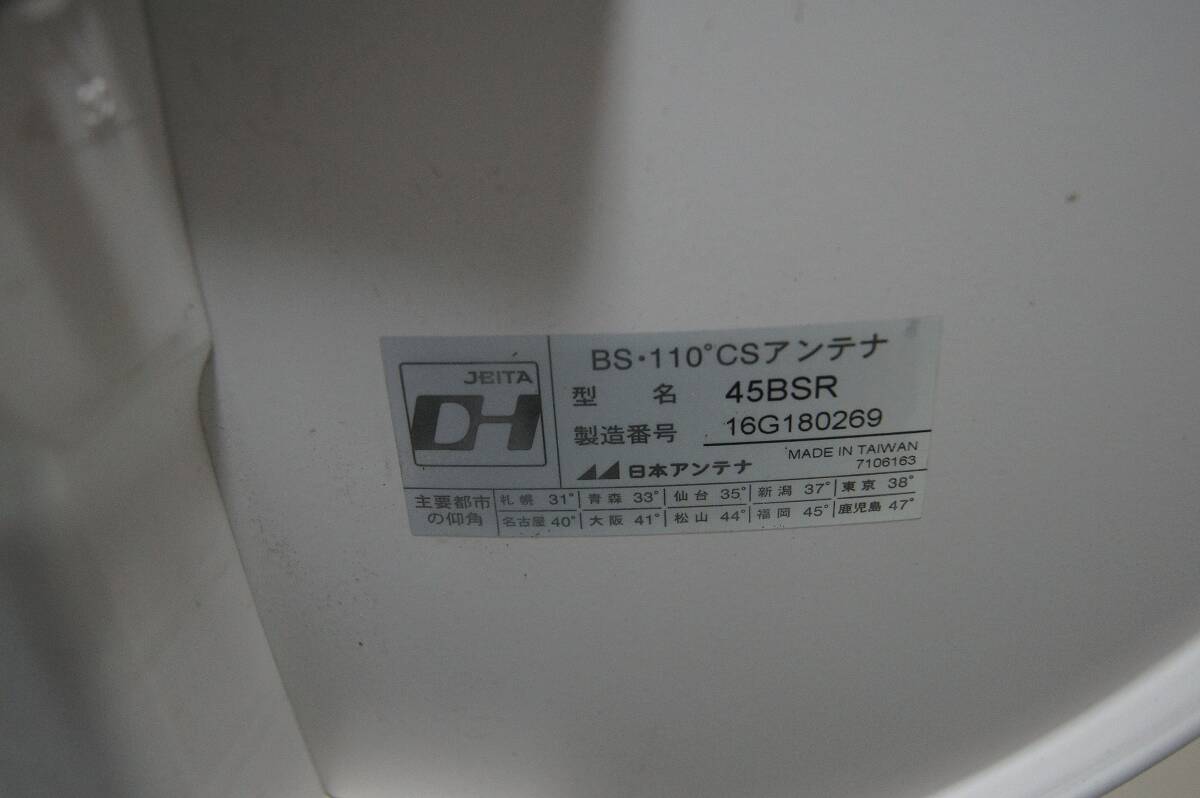 JEITA
DH
BS・110°CSアンテナ
型 名 45BSR
製造番号 16G180269
日本アンテナ
MADE IN TAIWAN
7106163
主要都市の仰角
札幌 31° 青森 33° 仙台 35° 新潟 37° 東京 38°
名古屋 40° 大阪 41° 松山 44° 福岡 45° 鹿児島 47°